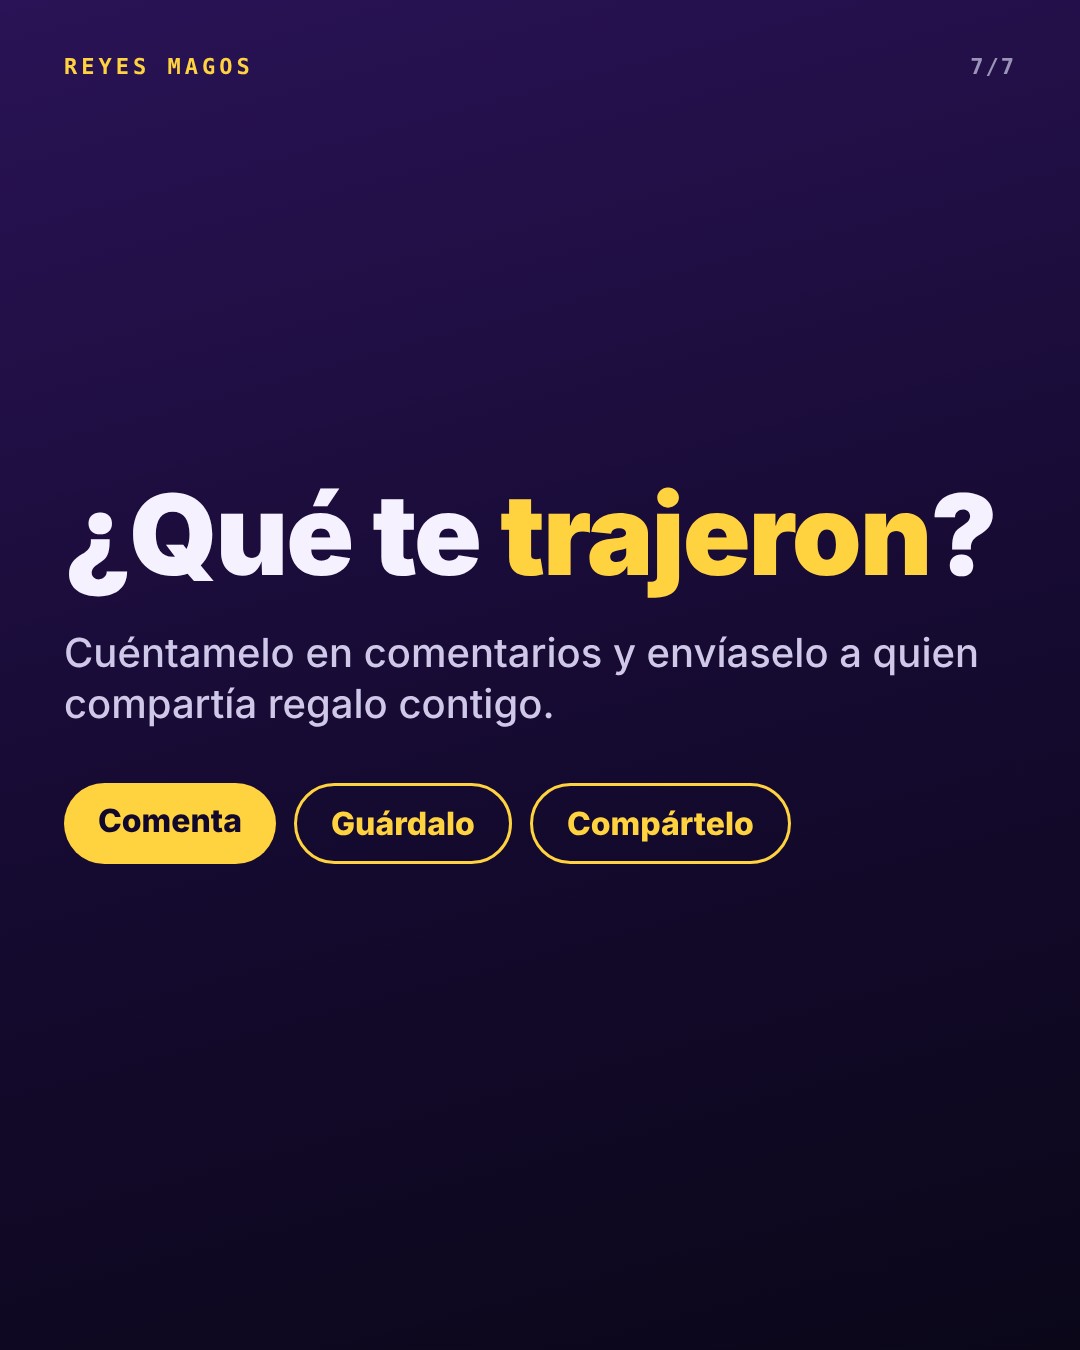 REYES MAGOS
7/7
¿Qué te trajeron?
Cuéntamelo en comentarios y envíaselo a quien
compartía regalo contigo.
Comenta
Guárdalo
Compártelo